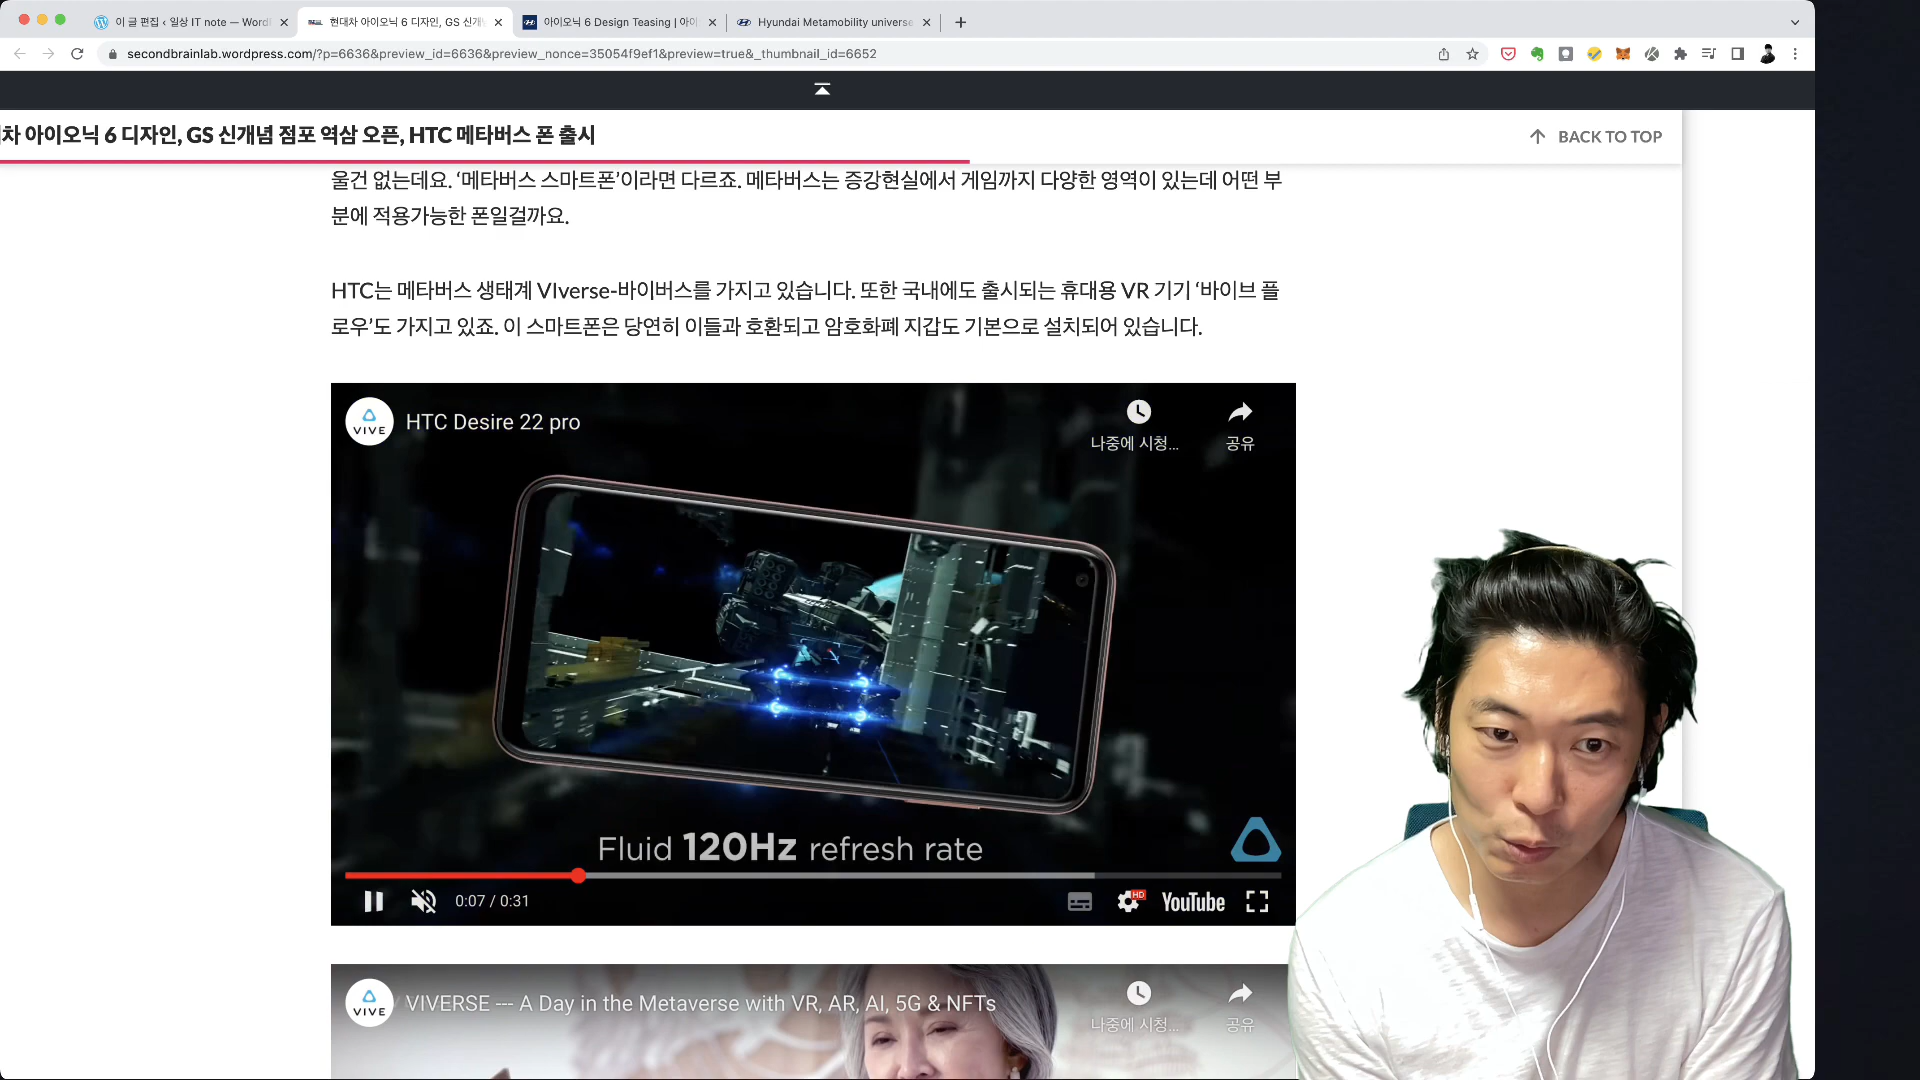 이 글 편집 ‹ 일상 IT note — Word
현대차 아이오닉 6 디자인, GS 신개
아이오닉 6 Design Teasing | 아이
Hyundai Metamobility universe
secondbrainlab.wordpress.com/?p=6636&preview_id=6636&preview_nonce=35054f9ef1&preview=true&_thumbnail_id=6652
차 아이오닉 6 디자인, GS 신개념 점포 역삼 오픈, HTC 메타버스 폰 출시
BACK TO TOP
울건 없는데요. ‘메타버스 스마트폰’이라면 다르죠. 메타버스는 증강현실에서 게임까지 다양한 영역이 있는데 어떤 부
분에 적용가능한 폰일걸까요.
HTC는 메타버스 생태계 VIverse-바이버스를 가지고 있습니다. 또한 국내에도 출시되는 휴대용 VR 기기 ‘바이브 플
로우’도 가지고 있죠. 이 스마트폰은 당연히 이들과 호환되고 암호화폐 지갑도 기본으로 설치되어 있습니다.
VIVE
HTC Desire 22 pro
나중에 시청...
공유
Fluid 120Hz refresh rate
0:07 / 0:31
HD
YouTube
VIVE
VIVERSE --- A Day in the Metaverse with VR, AR, AI, 5G & NFTs
나중에 시청...
공유